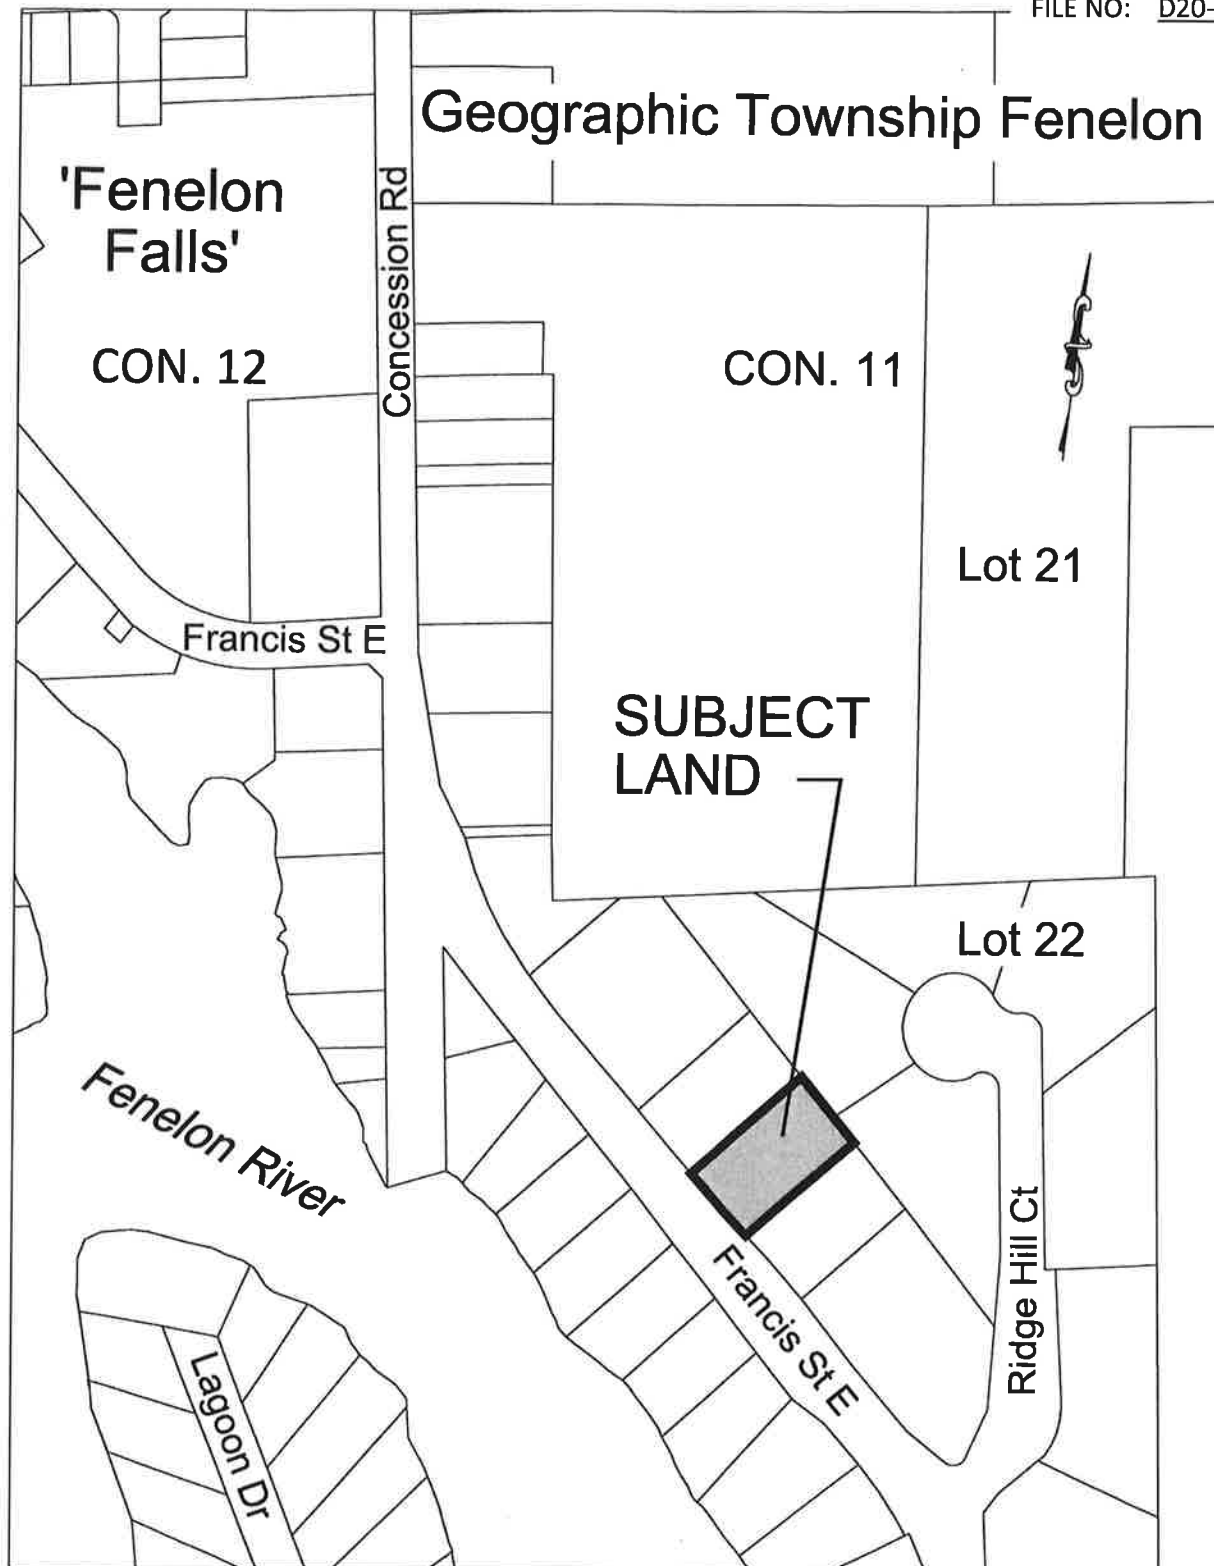 FILE NO: D20-
Geographic Township Fenelon
'Fenelon
Falls'
Concession Rd
CON. 12
CON. 11
Lot 21
Francis St E
SUBJECT
LAND
Lot 22
Fenelon River
Ridge Hill Ct
Francis St E
Lagoon Dr